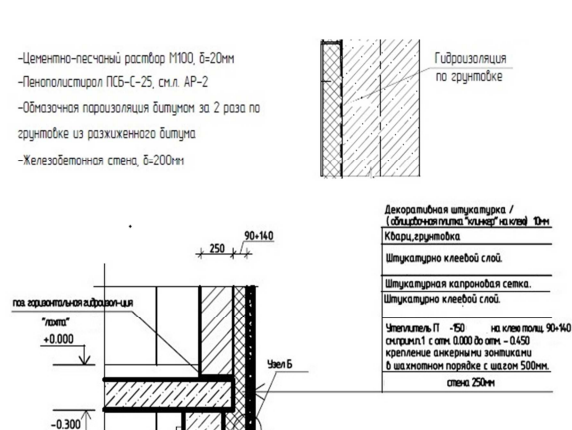 -Цементно-песчаный раствор М100, δ=20мм
-Пенополистирол ПСБ-С-25, см.л. АР-2
-Обмазочная пароизоляция битумом за 2 раза по
грунтовке из разжиженного битума
-Железобетонная стена, δ=200мм
Гидроизоляция
по грунтовке
Декоративная штукатурка /
( облицовочная плитка "клинкер" на клею) 10мм
Кварц.грунтовка
Штукатурно клеевой слой.
Штукатурная капроновая сетка.
Штукатурно клеевой слой.
Утеплитель П -150 на клею толщ. 90+140
см.прим.п.1 с отм. 0.000 до отм. - 0.450
крепление анкерными зонтиками
в шахматном порядке с шагом 500мм.
стена 250мм
90+140
250
поз. горизонтальная гидроизол-ция
"лахта"
+0.000
Узел Б
-0.300